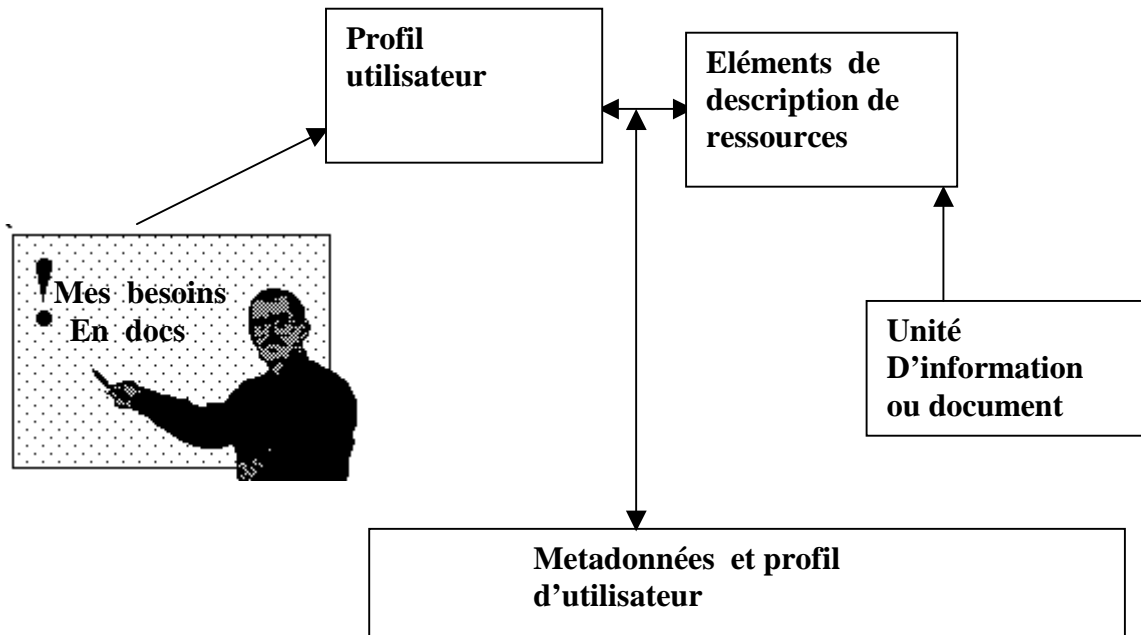 Profil
utilisateur
Eléments de
description de
ressources
Mes besoins
En docs
Unité
D’information
ou document
Metadonnées et profil
d’utilisateur